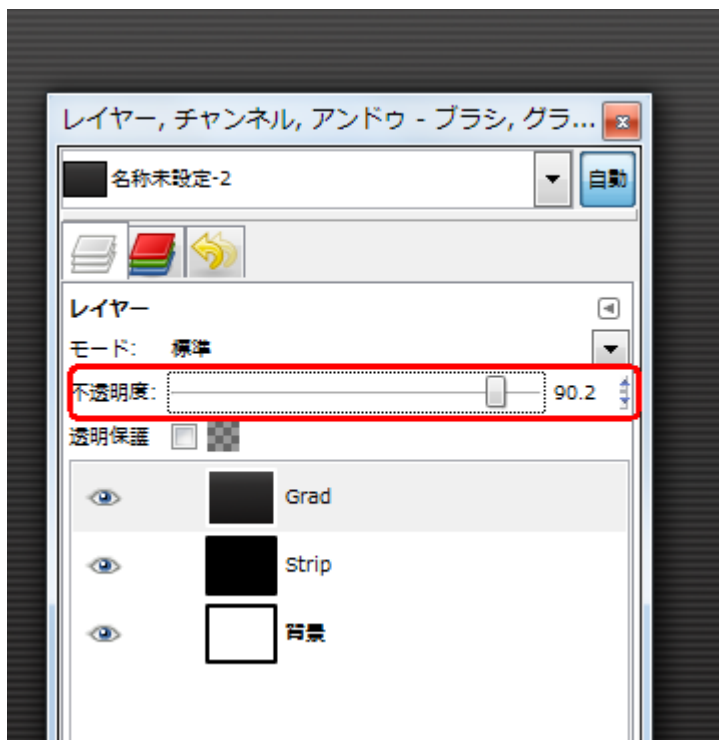 レイヤー, チャンネル, アンドゥ - ブラシ, グラ...
名称未設定-2
自動
レイヤー
モード: 標準
不透明度: 90.2
透明保護
Grad
Strip
背景